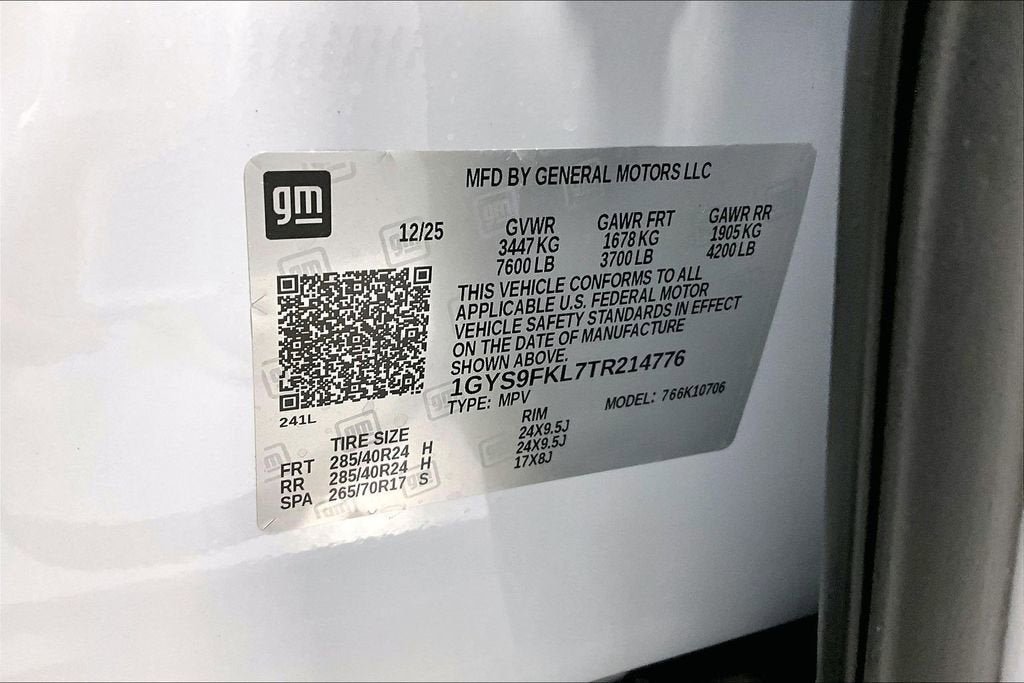 gm
MFD BY GENERAL MOTORS LLC
12/25
GVWR GAWR FRT GAWR RR
3447 KG 1678 KG 1905 KG
7600 LB 3700 LB 4200 LB
THIS VEHICLE CONFORMS TO ALL
APPLICABLE U.S. FEDERAL MOTOR
VEHICLE SAFETY STANDARDS IN EFFECT
ON THE DATE OF MANUFACTURE
SHOWN ABOVE.
1GYS9FKL7TR214776
TYPE: MPV MODEL: 766K10706
241L
TIRE SIZE RIM
FRT 285/40R24 H 24X9.5J
RR 285/40R24 H 24X9.5J
SPA 265/70R17 S 17X8J